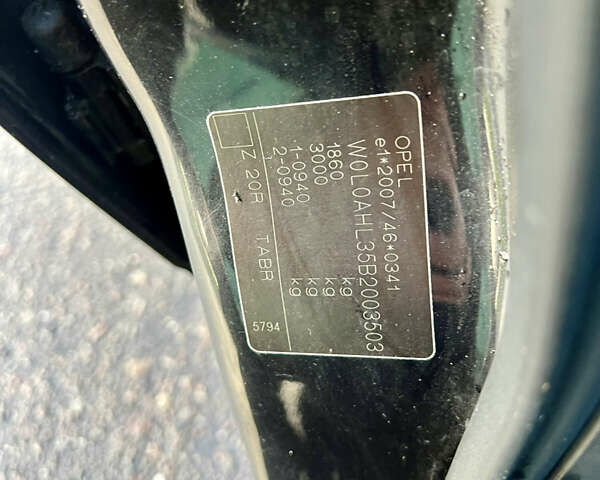 OPEL
e1*2007/46*0341
W0L0AHL35B2003503
1860 kg
3000 kg
1-0940 kg
2-0940 kg
Z 20R TABR
5794